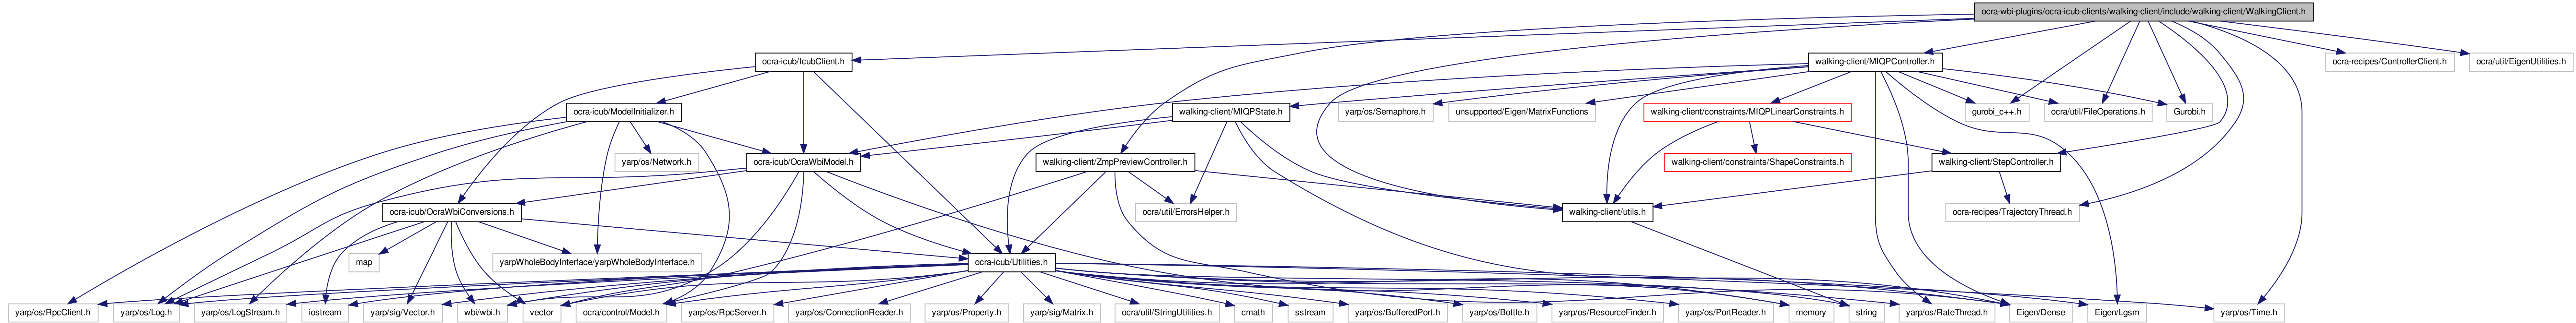 ocra-wbi-plugins/ocra-icub-clients/walking-client/include/walking-client/WalkingClient.h
ocra-icub/IcubClient.h
walking-client/MIQPController.h
ocra-recipes/ControllerClient.h
ocra/util/EigenUtilities.h
ocra-icub/ModelInitializer.h
walking-client/MIQPState.h
yarp/os/Semaphore.h
unsupported/Eigen/MatrixFunctions
walking-client/constraints/MIQPLinearConstraints.h
gurobi_c++.h
ocra/util/FileOperations.h
Gurobi.h
yarp/os/Network.h
ocra-icub/OcraWbiModel.h
walking-client/ZmpPreviewController.h
walking-client/constraints/ShapeConstraints.h
walking-client/StepController.h
ocra-icub/OcraWbiConversions.h
ocra/util/ErrorsHelper.h
walking-client/utils.h
ocra-recipes/TrajectoryThread.h
map
yarpWholeBodyInterface/yarpWholeBodyInterface.h
ocra-icub/Utilities.h
yarp/os/RpcClient.h
yarp/os/Log.h
yarp/os/LogStream.h
iostream
yarp/sig/Vector.h
wbi/wbi.h
vector
ocra/control/Model.h
yarp/os/RpcServer.h
yarp/os/ConnectionReader.h
yarp/os/Property.h
yarp/sig/Matrix.h
ocra/util/StringUtilities.h
cmath
sstream
yarp/os/BufferedPort.h
yarp/os/Bottle.h
yarp/os/ResourceFinder.h
yarp/os/PortReader.h
memory
string
yarp/os/RateThread.h
Eigen/Dense
Eigen/Lgsm
yarp/os/Time.h